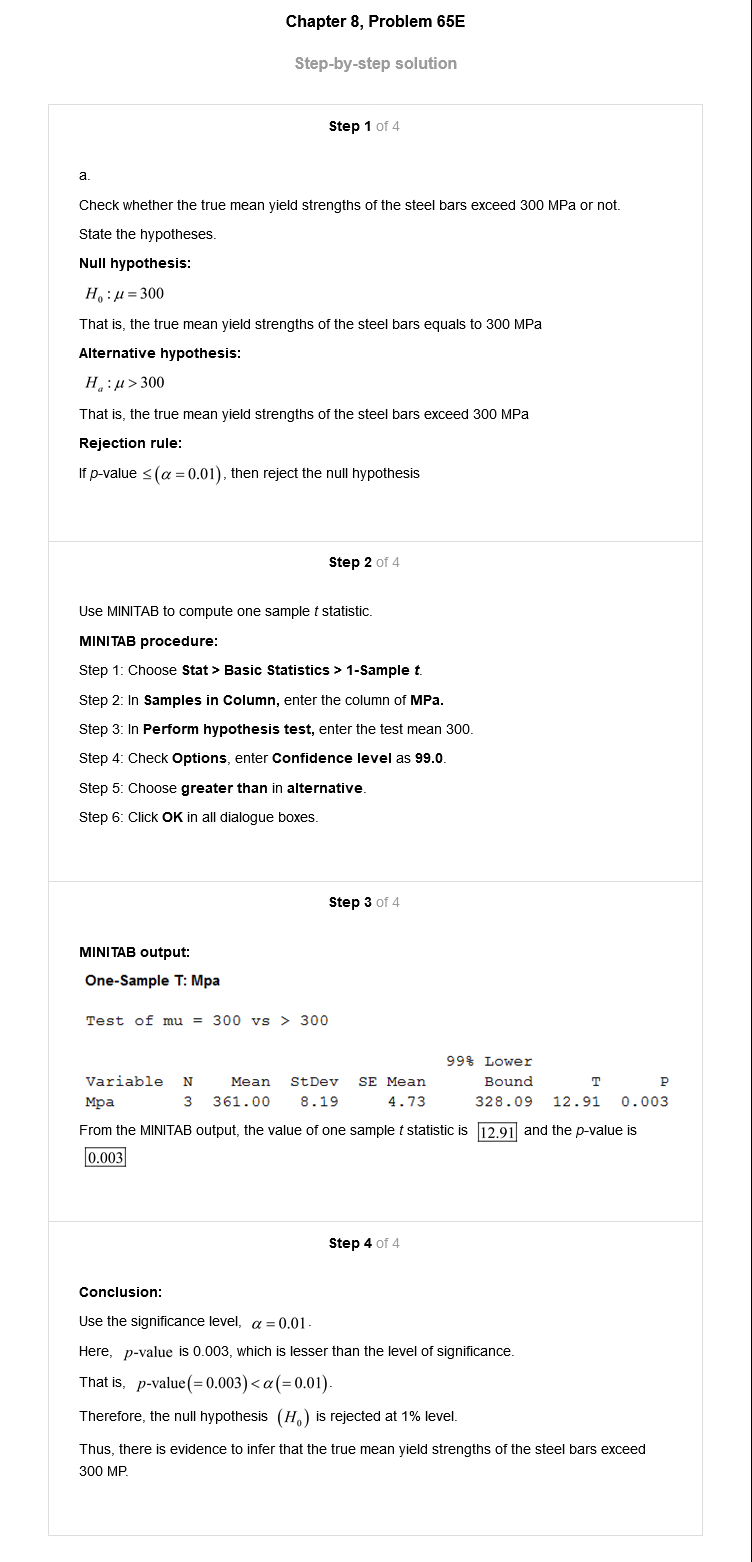 Chapter 8, Problem 65E
Step-by-step solution
Step 1 of 4
a.
Check whether the true mean yield strengths of the steel bars exceed 300 MPa or not.
State the hypotheses.
Null hypothesis:
H₀ : μ = 300
That is, the true mean yield strengths of the steel bars equals to 300 MPa
Alternative hypothesis:
Hₐ : μ > 300
That is, the true mean yield strengths of the steel bars exceed 300 MPa
Rejection rule:
If p-value ≤ (α = 0.01), then reject the null hypothesis
Step 2 of 4
Use MINITAB to compute one sample t statistic.
MINITAB procedure:
Step 1: Choose Stat > Basic Statistics > 1-Sample t.
Step 2: In Samples in Column, enter the column of MPa.
Step 3: In Perform hypothesis test, enter the test mean 300.
Step 4: Check Options, enter Confidence level as 99.0.
Step 5: Choose greater than in alternative.
Step 6: Click OK in all dialogue boxes.
Step 3 of 4
MINITAB output:
One-Sample T: Mpa
Test of mu = 300 vs > 300
99% Lower
Variable N Mean StDev SE Mean Bound T P
Mpa 3 361.00 8.19 4.73 328.09 12.91 0.003
From the MINITAB output, the value of one sample t statistic is 12.91 and the p-value is
0.003
Step 4 of 4
Conclusion:
Use the significance level, α = 0.01.
Here, p-value is 0.003, which is lesser than the level of significance.
That is, p-value (= 0.003) < α (= 0.01).
Therefore, the null hypothesis (H₀) is rejected at 1% level.
Thus, there is evidence to infer that the true mean yield strengths of the steel bars exceed
300 MP.